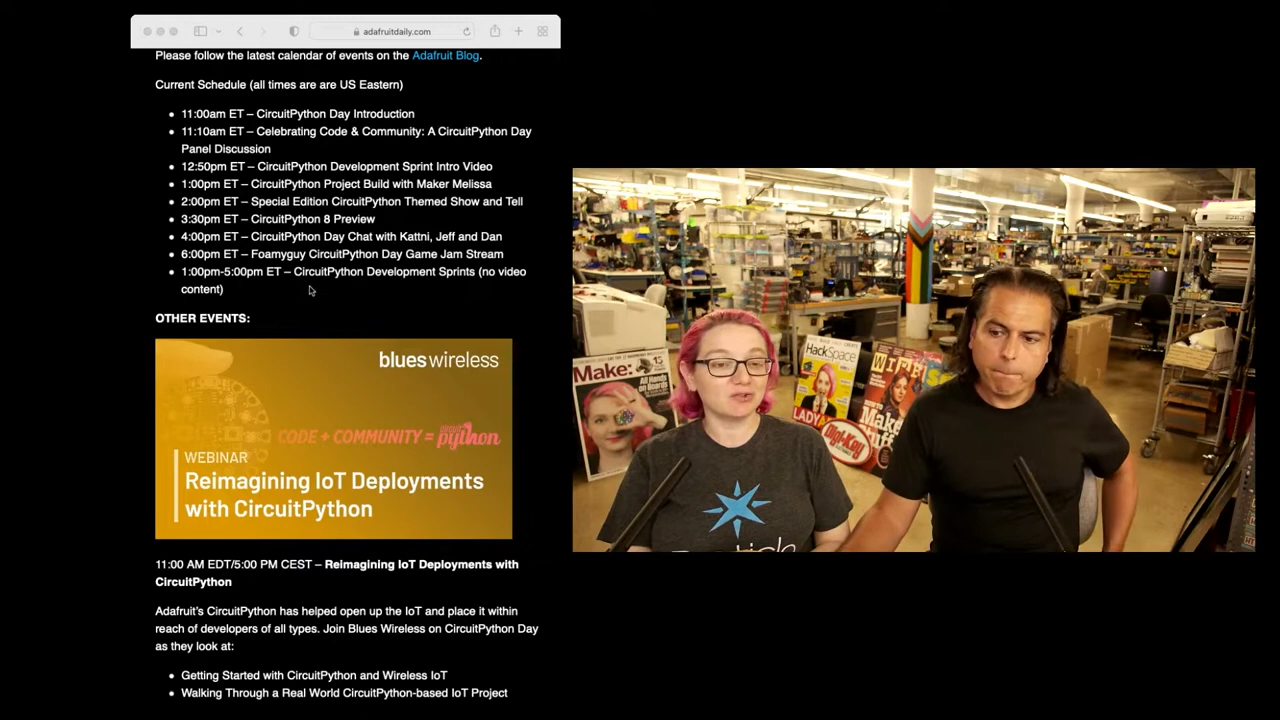 adafruitdaily.com
Please follow the latest calendar of events on the Adafruit Blog.
Current Schedule (all times are are US Eastern)
11:00am ET – CircuitPython Day Introduction
11:10am ET – Celebrating Code & Community: A CircuitPython Day
Panel Discussion
12:50pm ET – CircuitPython Development Sprint Intro Video
1:00pm ET – CircuitPython Project Build with Maker Melissa
2:00pm ET – Special Edition CircuitPython Themed Show and Tell
3:30pm ET – CircuitPython 8 Preview
4:00pm ET – CircuitPython Day Chat with Kattni, Jeff and Dan
6:00pm ET – Foamyguy CircuitPython Day Game Jam Stream
1:00pm-5:00pm ET – CircuitPython Development Sprints (no video
content)
OTHER EVENTS:
blues wireless
CODE + COMMUNITY = circuit python
WEBINAR
Reimagining IoT Deployments
with CircuitPython
11:00 AM EDT/5:00 PM CEST – Reimagining IoT Deployments with
CircuitPython
Adafruit's CircuitPython has helped open up the IoT and place it within
reach of developers of all types. Join Blues Wireless on CircuitPython Day
as they look at:
Getting Started with CircuitPython and Wireless IoT
Walking Through a Real World CircuitPython-based IoT Project
Make:
All
Hands
on
Boards
HackSpace
LADY
Digi-Key
WIRED